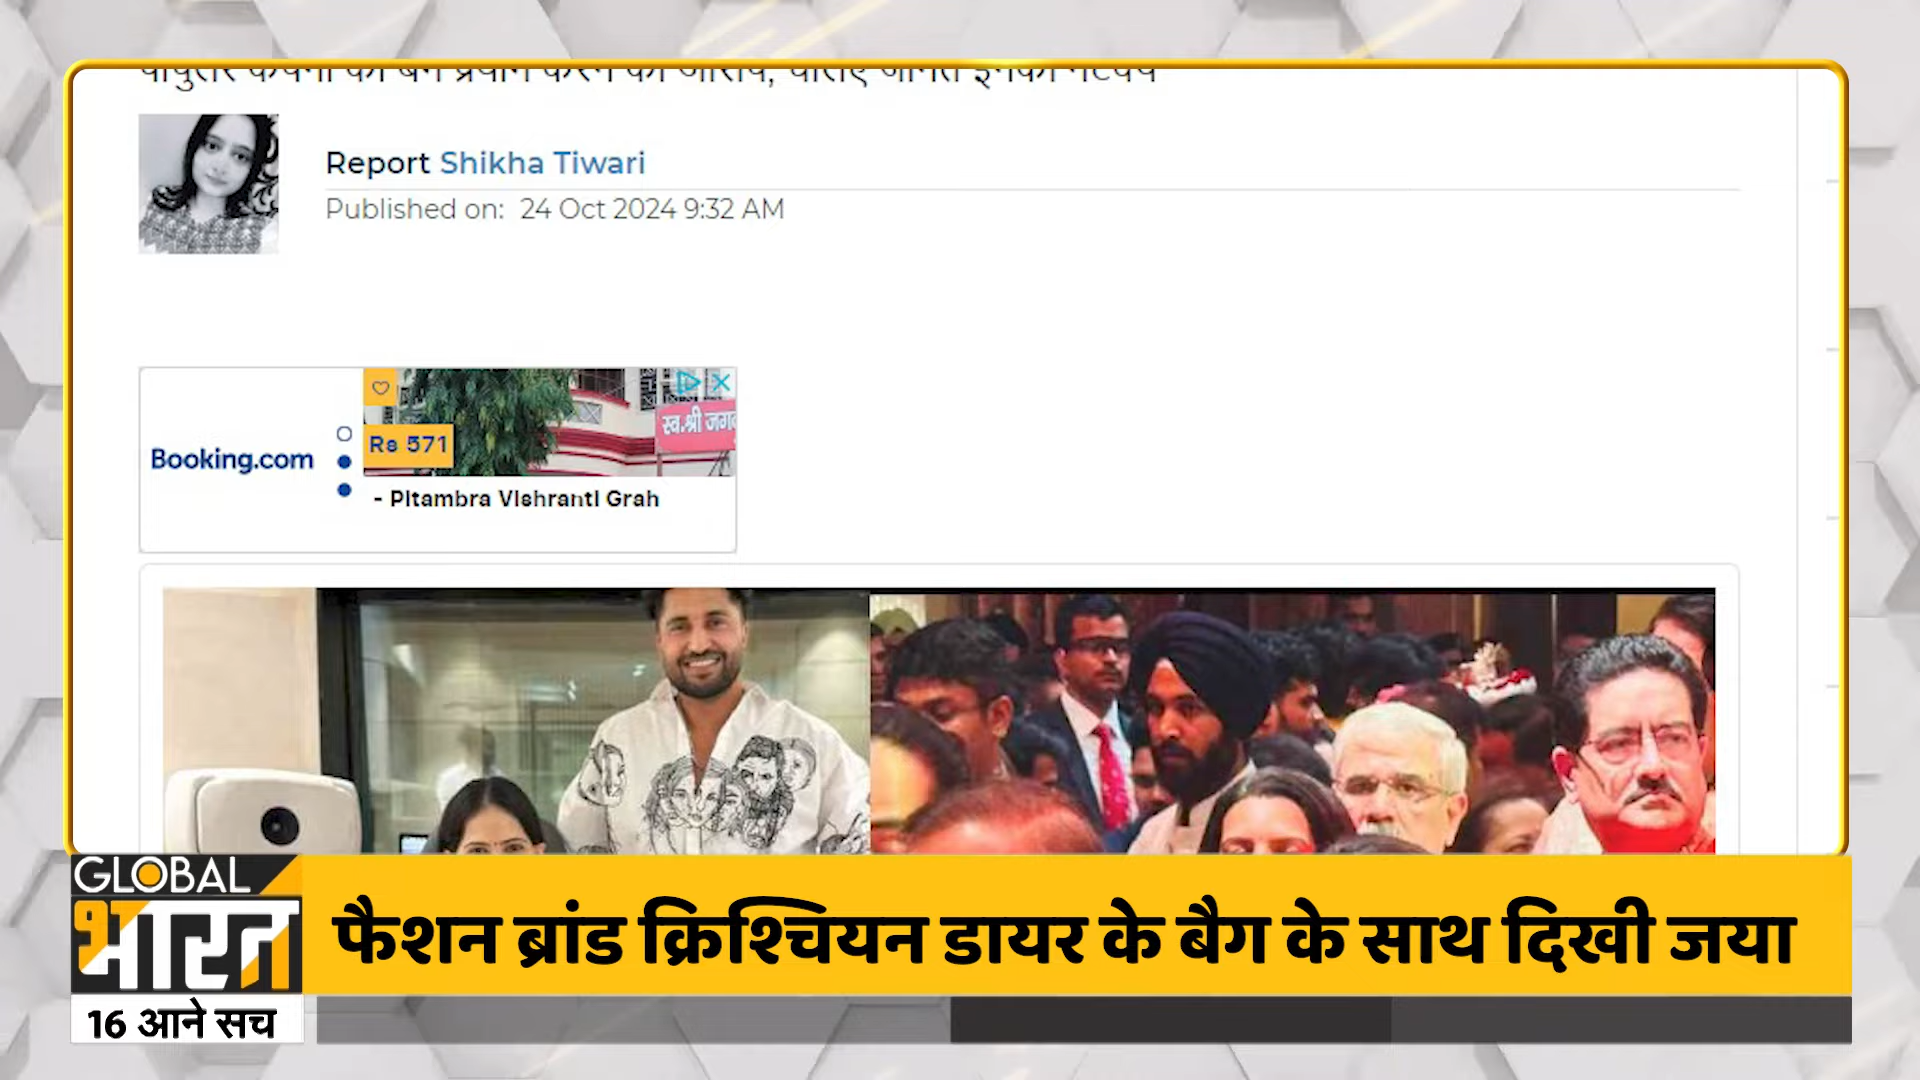 Report Shikha Tiwari
Published on: 24 Oct 2024 9:32 AM
Booking.com
Rs 571
स्व.श्री
- Pitambra Vishranti Grah
GLOBAL
भारत
16 आने सच
फैशन ब्रांड क्रिश्चियन डायर के बैग के साथ दिखी जया